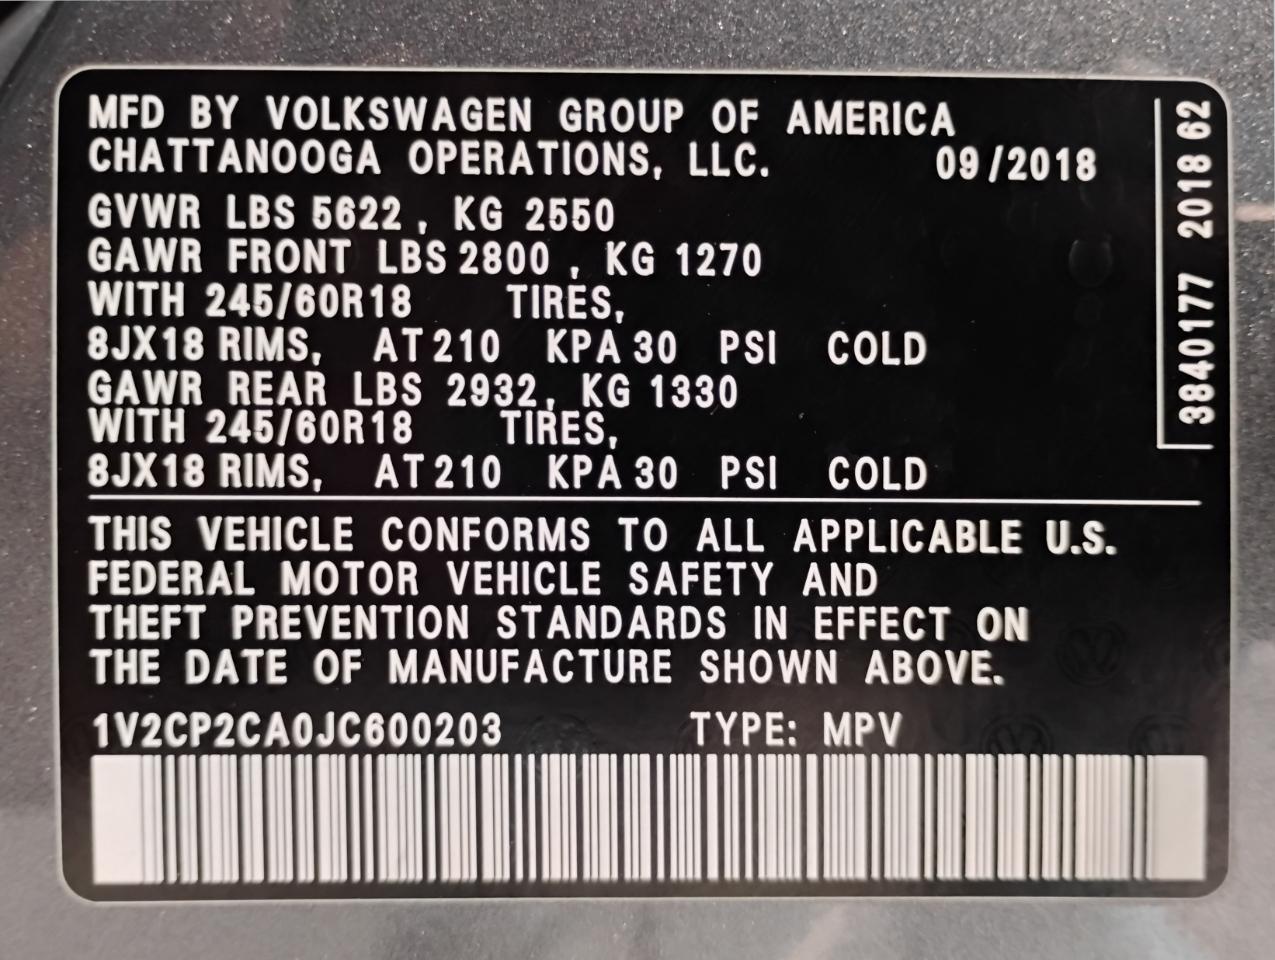 MFD BY VOLKSWAGEN GROUP OF AMERICA
CHATTANOOGA OPERATIONS, LLC. 09/2018
GVWR LBS 5622, KG 2550
GAWR FRONT LBS 2800, KG 1270
WITH 245/60R18 TIRES,
8JX18 RIMS, AT 210 KPA 30 PSI COLD
GAWR REAR LBS 2932, KG 1330
WITH 245/60R18 TIRES,
8JX18 RIMS, AT 210 KPA 30 PSI COLD
THIS VEHICLE CONFORMS TO ALL APPLICABLE U.S.
FEDERAL MOTOR VEHICLE SAFETY AND
THEFT PREVENTION STANDARDS IN EFFECT ON
THE DATE OF MANUFACTURE SHOWN ABOVE.
1V2CP2CA0JC600203 TYPE: MPV
3840177 2018 62